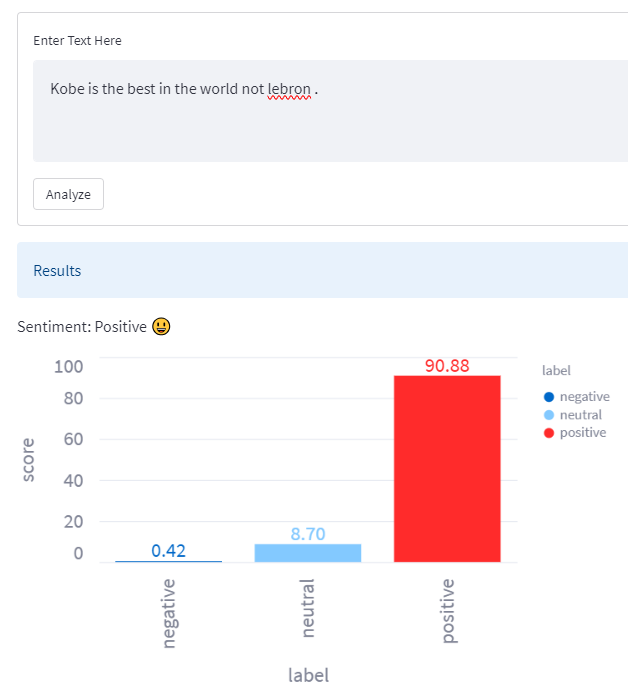 Enter Text Here
Kobe is the best in the world not lebron .
Analyze
Results
Sentiment: Positive 😃
100
80
60
40
20
0
score
0.42
8.70
90.88
negative
neutral
positive
label
label
negative
neutral
positive